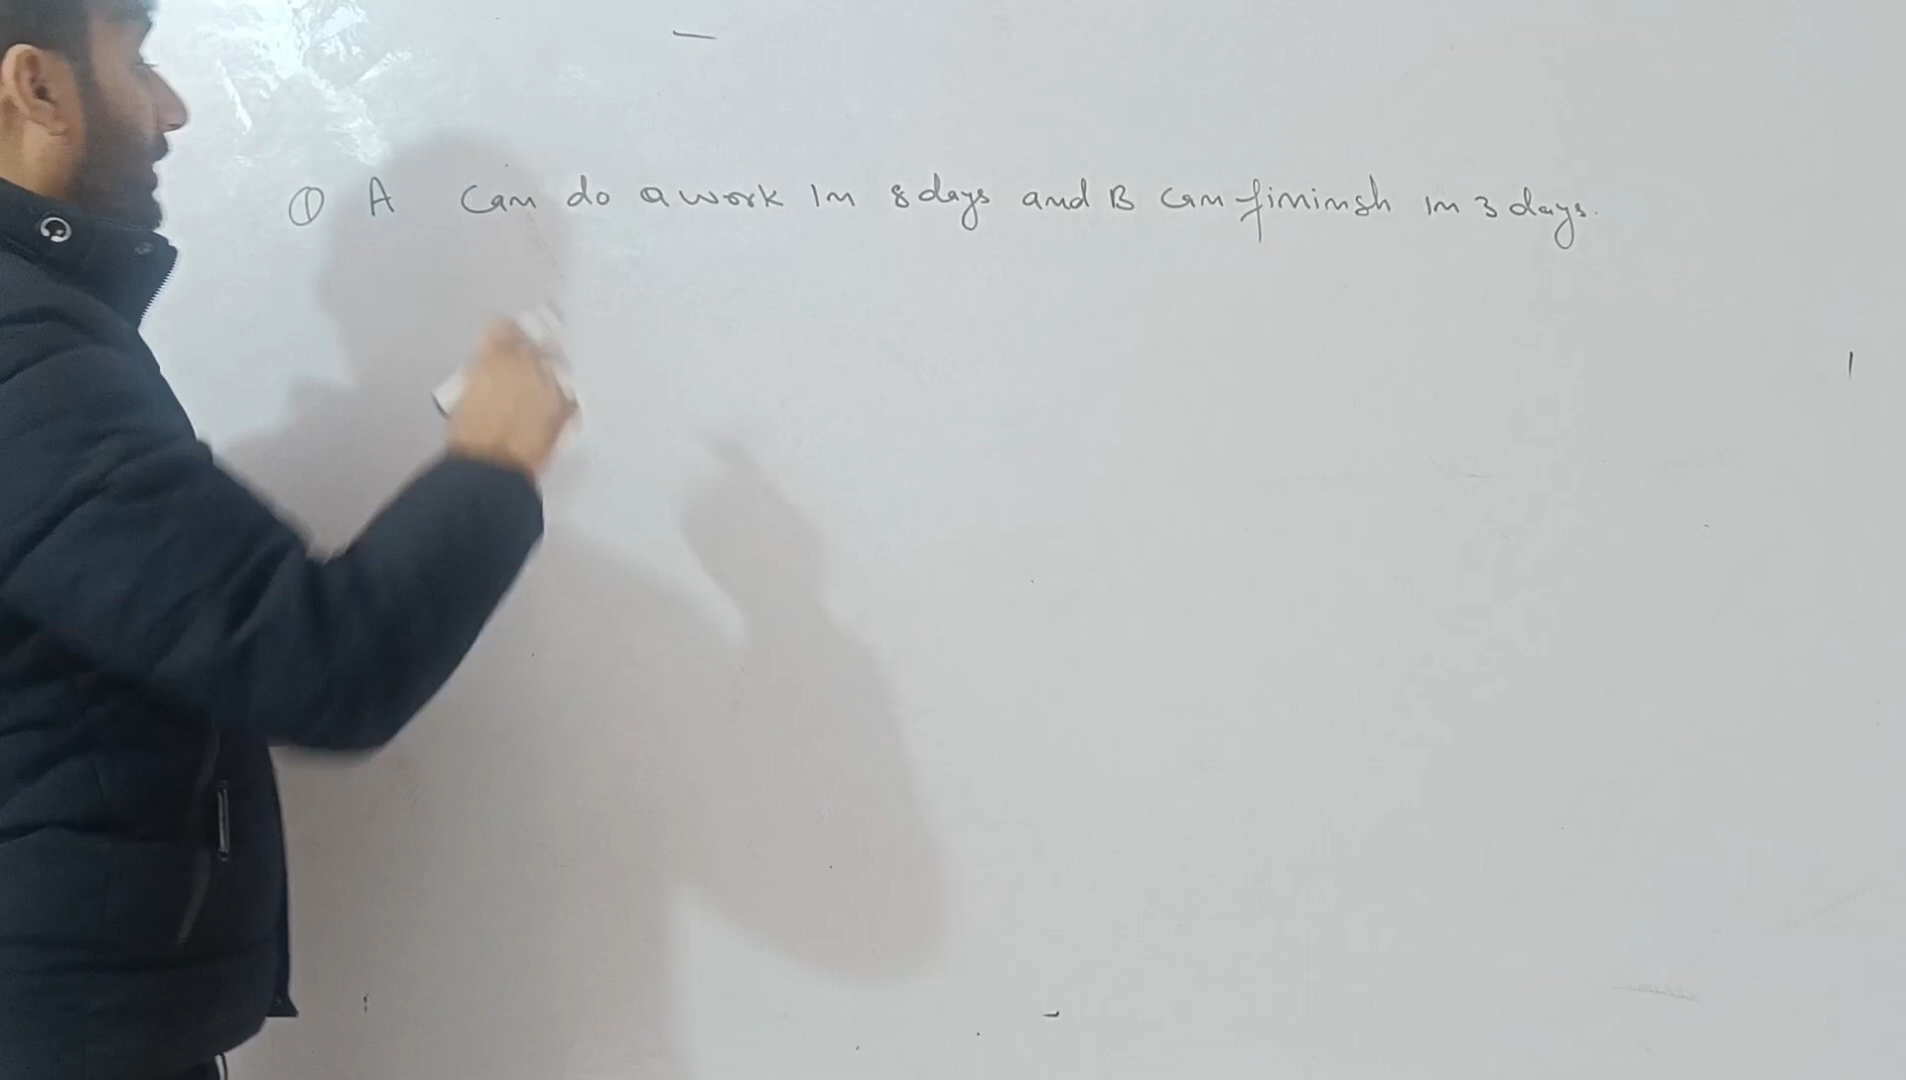 ① A can do a work in 8 days and B can fininsh in 3 days.